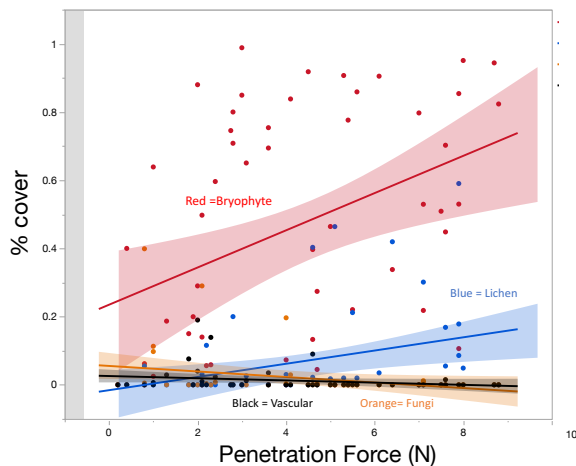 % cover
1
0.8
0.6
0.4
0.2
0
Red =Bryophyte
Blue = Lichen
Black = Vascular
Orange= Fungi
0 2 4 6 8 10
Penetration Force (N)